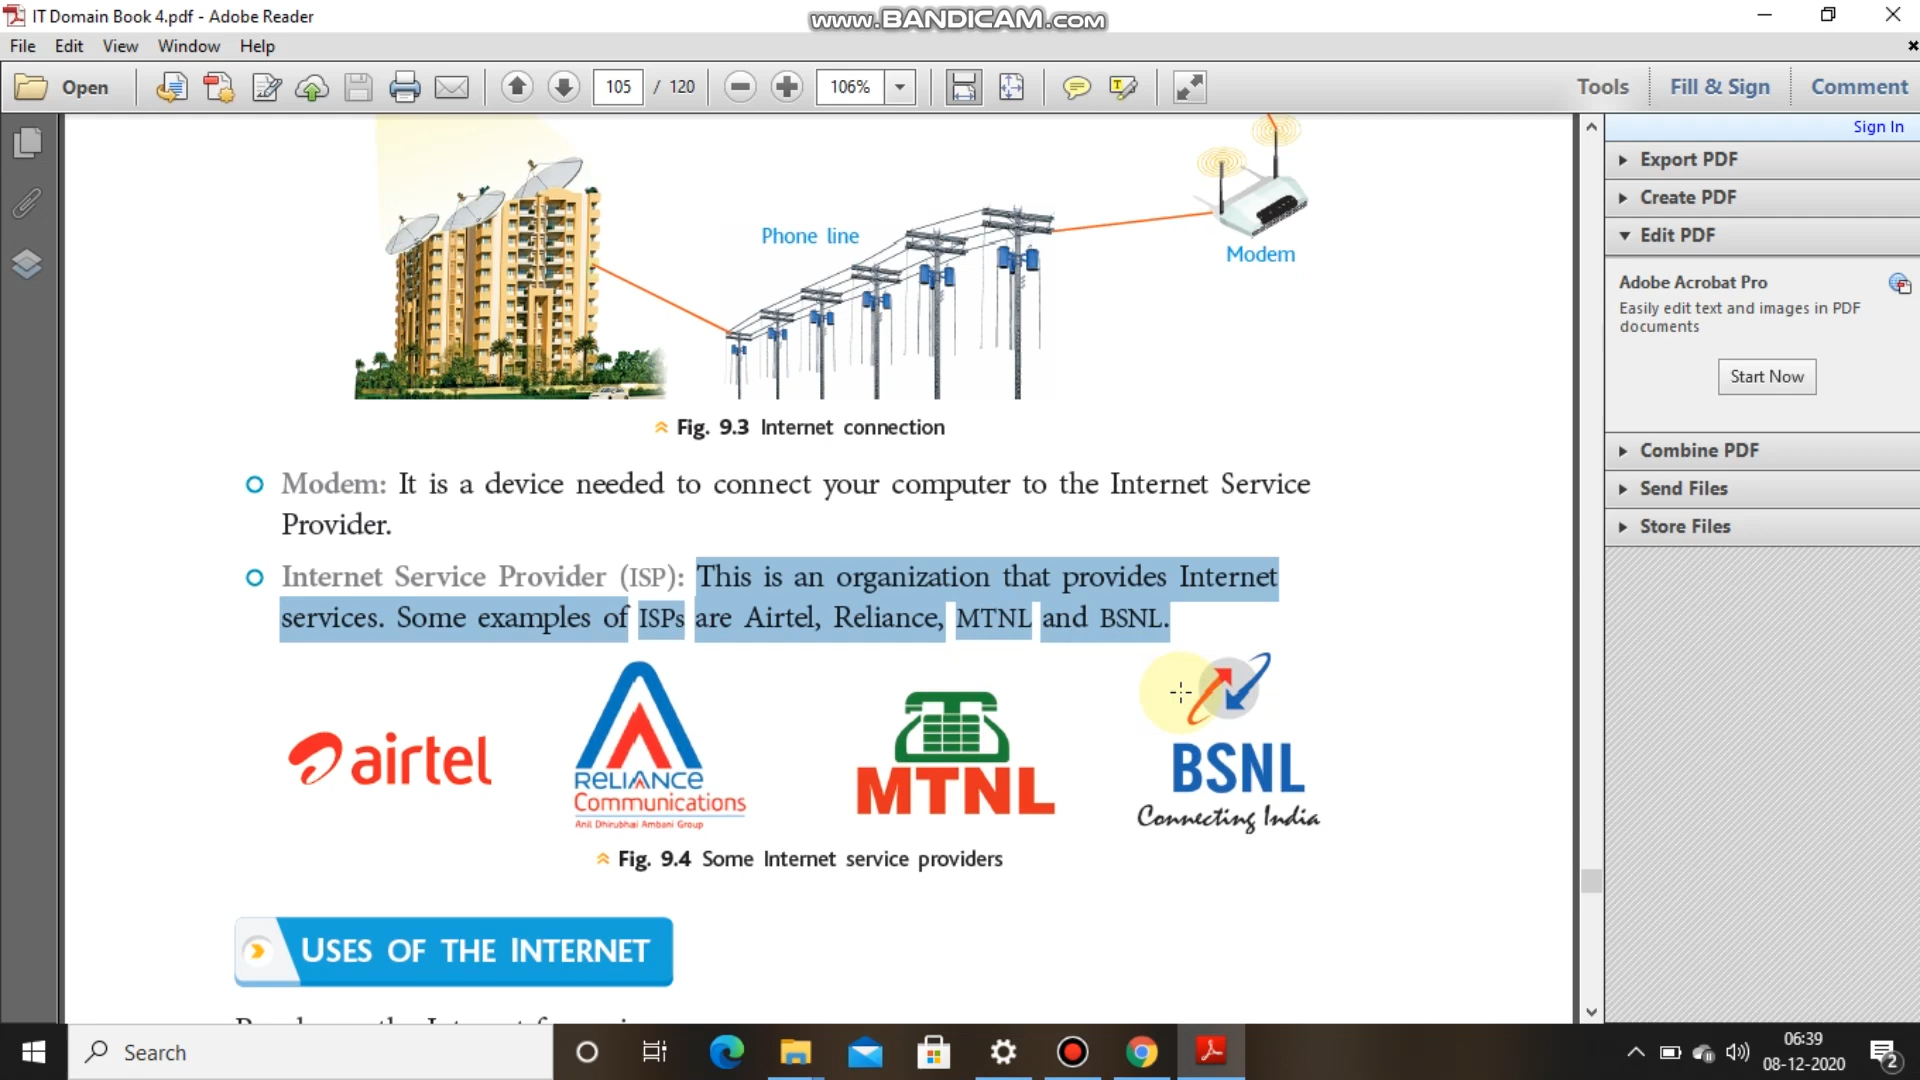 IT Domain Book 4.pdf - Adobe Reader
www.BANDICAM.com
File Edit View Window Help
Open
105 / 120
106%
Tools Fill & Sign Comment
Sign In
Export PDF
Create PDF
Edit PDF
Adobe Acrobat Pro
Easily edit text and images in PDF
documents
Start Now
Combine PDF
Send Files
Store Files
Phone line
Modem
Fig. 9.3 Internet connection
Modem: It is a device needed to connect your computer to the Internet Service
Provider.
Internet Service Provider (ISP): This is an organization that provides Internet
services. Some examples of ISPs are Airtel, Reliance, MTNL and BSNL.
airtel
RELIANCE
Communications
Anil Dhirubhai Ambani Group
MTNL
BSNL
Connecting India
Fig. 9.4 Some Internet service providers
USES OF THE INTERNET
Search
06:39
08-12-2020
2